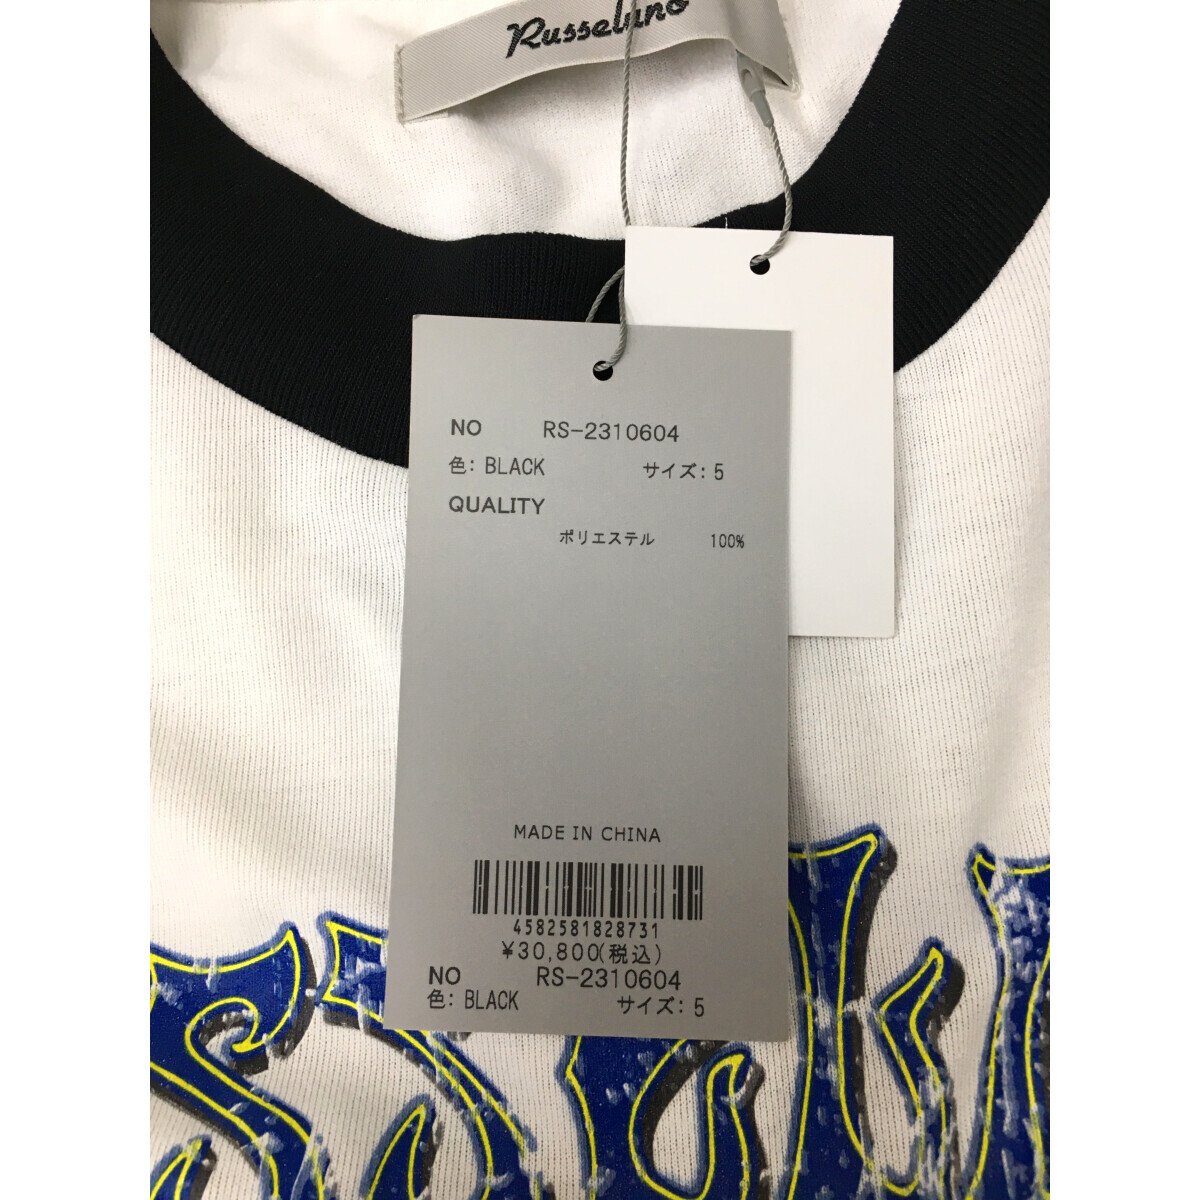 Russeluno
NO RS-2310604
色: BLACK サイズ: 5
QUALITY
ポリエステル 100%
MADE IN CHINA
4582581828731
¥30,800(税込)
NO RS-2310604
色: BLACK サイズ: 5